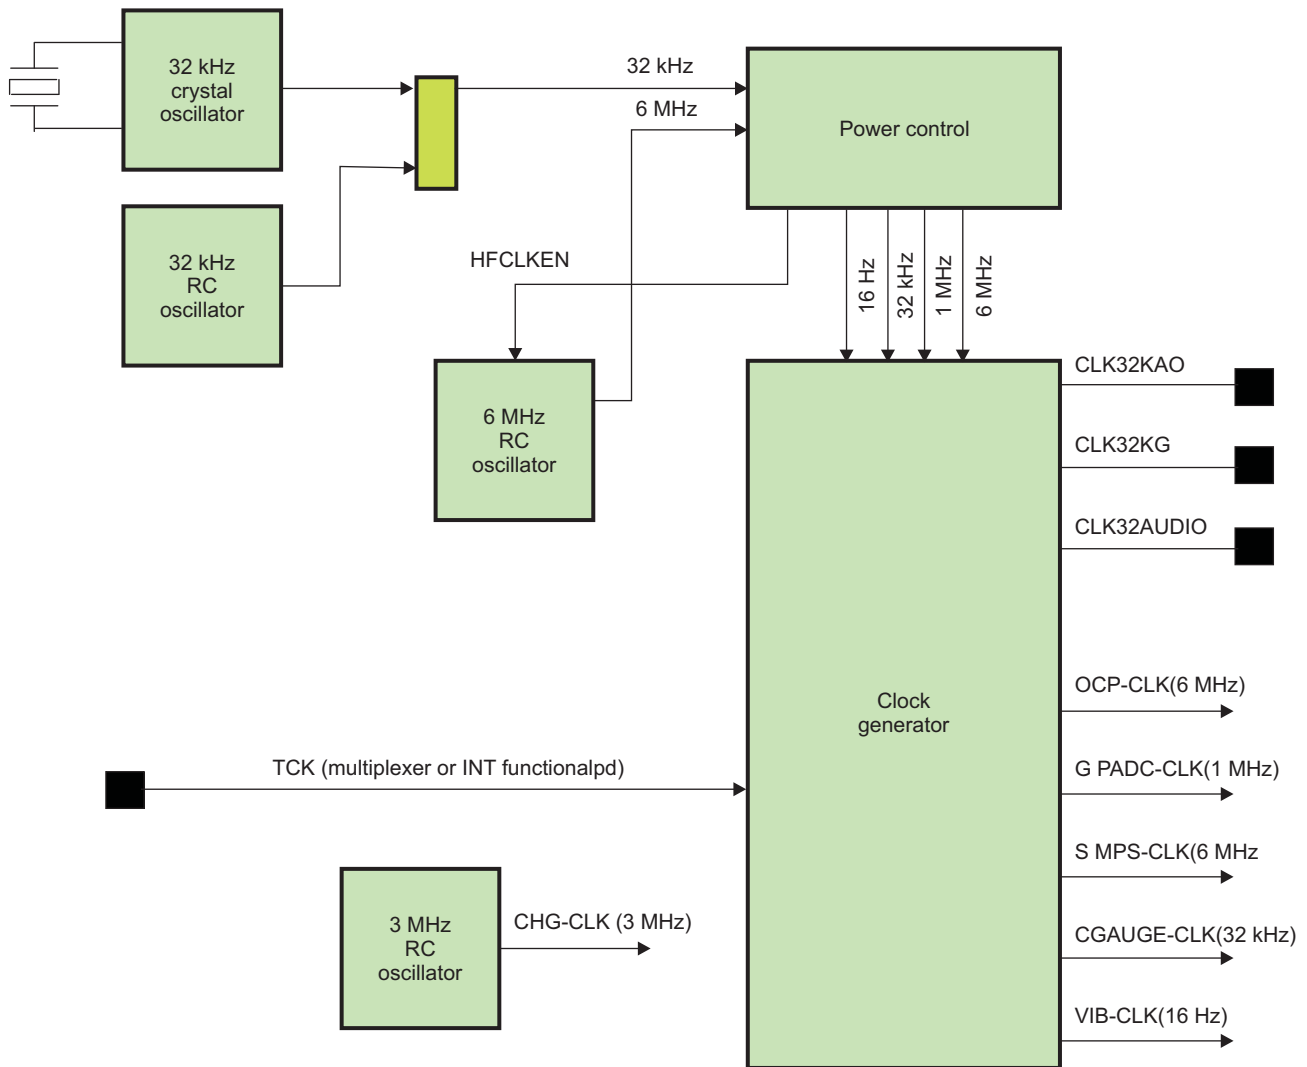 32 kHz
crystal
oscillator
32 kHz
6 MHz
Power control
32 kHz
RC
oscillator
HFCLKEN
16 Hz
32 kHz
1 MHz
6 MHz
6 MHz
RC
oscillator
CLK32KAO
CLK32KG
CLK32AUDIO
Clock
generator
OCP-CLK(6 MHz)
TCK (multiplexer or INT functionalpd)
G PADC-CLK(1 MHz)
S MPS-CLK(6 MHz
3 MHz
RC
oscillator
CHG-CLK (3 MHz)
CGAUGE-CLK(32 kHz)
VIB-CLK(16 Hz)